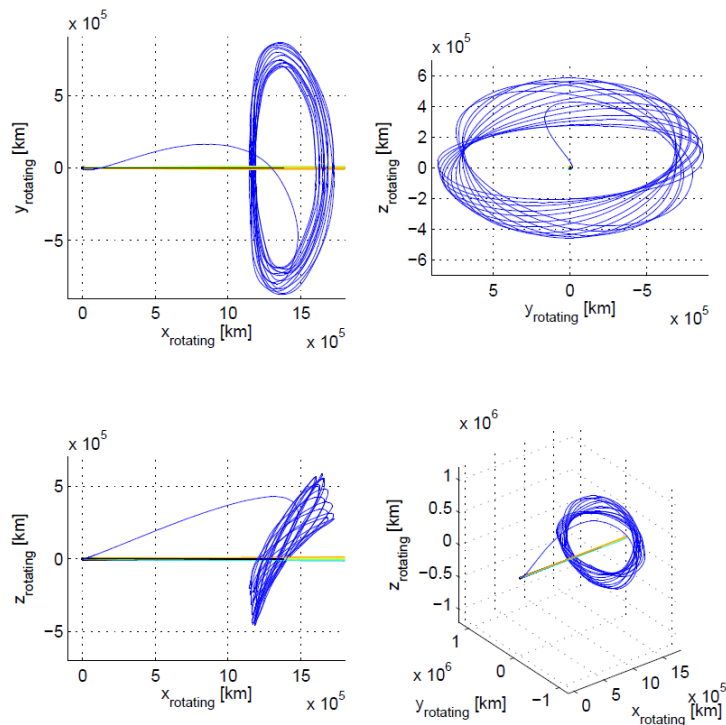 x 10^5
5
0
−5
y_rotating [km]
0 5 10 15
x_rotating [km]
x 10^5
x 10^5
6
4
2
0
−2
−4
−6
z_rotating [km]
5 0 −5
y_rotating [km]
x 10^5
x 10^5
5
0
−5
z_rotating [km]
0 5 10 15
x_rotating [km]
x 10^5
x 10^6
1
0.5
0
−0.5
−1
z_rotating [km]
1 0 −1
x 10^6
y_rotating [km]
0 5 10 15
x 10^5
x_rotating [km]